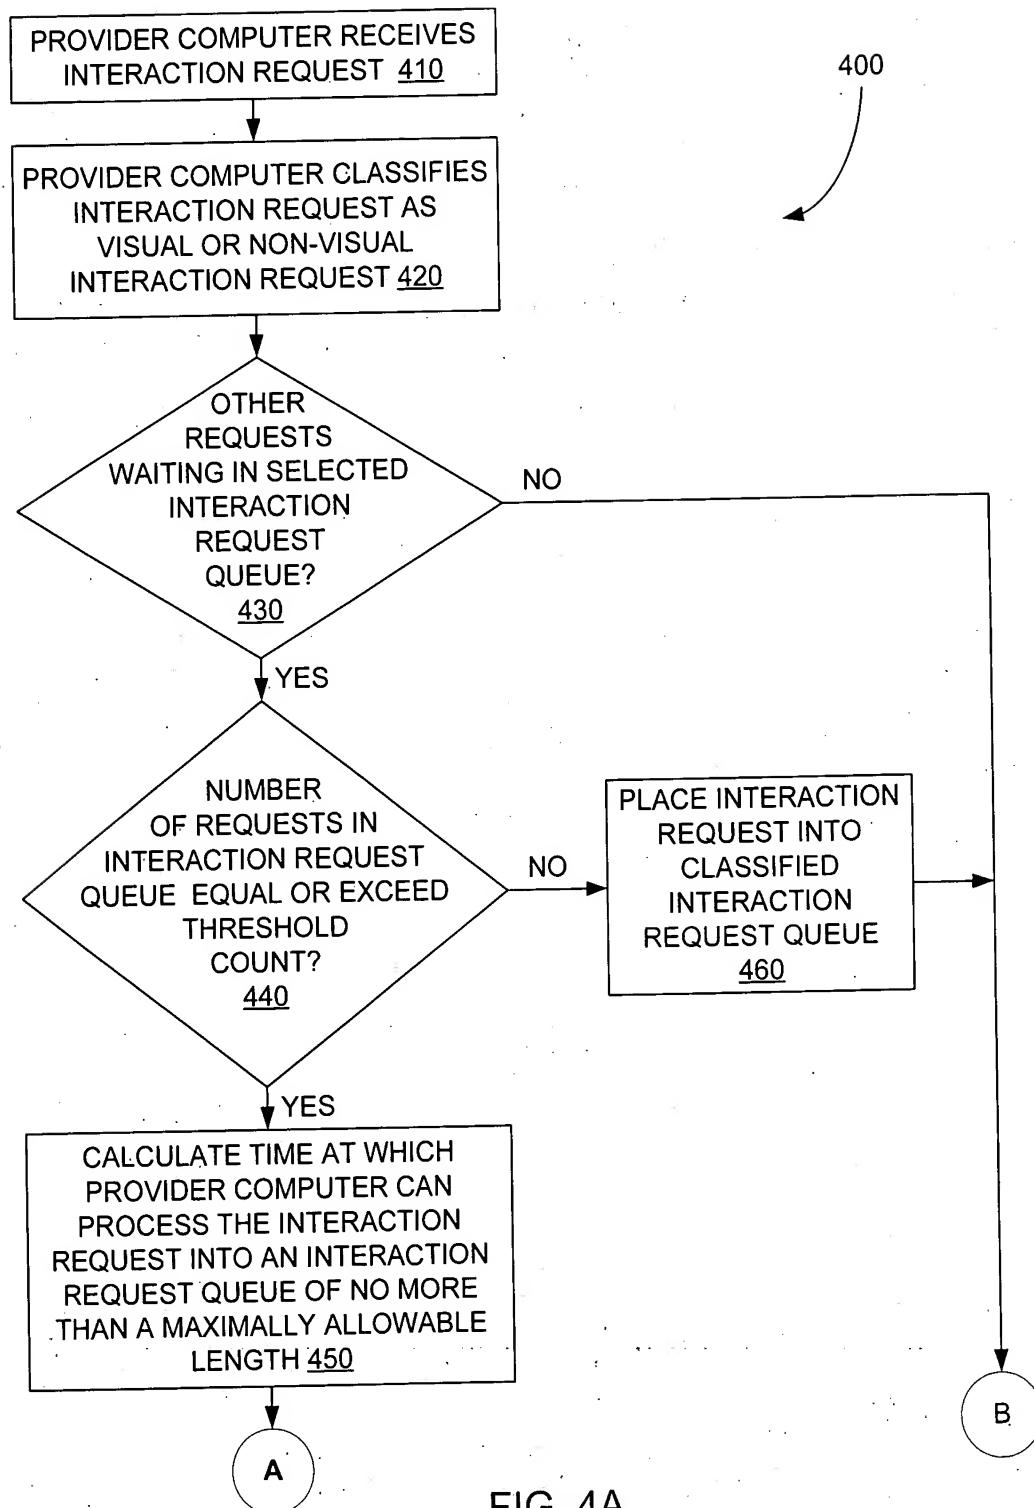 PROVIDER COMPUTER RECEIVES
INTERACTION REQUEST 410
400
PROVIDER COMPUTER CLASSIFIES
INTERACTION REQUEST AS
VISUAL OR NON-VISUAL
INTERACTION REQUEST 420
OTHER
REQUESTS
WAITING IN SELECTED
INTERACTION
REQUEST
QUEUE?
430
NO
YES
NUMBER
OF REQUESTS IN
INTERACTION REQUEST
QUEUE EQUAL OR EXCEED
THRESHOLD
COUNT?
440
NO
PLACE INTERACTION
REQUEST INTO
CLASSIFIED
INTERACTION
REQUEST QUEUE
460
YES
CALCULATE TIME AT WHICH
PROVIDER COMPUTER CAN
PROCESS THE INTERACTION
REQUEST INTO AN INTERACTION
REQUEST QUEUE OF NO MORE
THAN A MAXIMALLY ALLOWABLE
LENGTH 450
B
A
FIG. 4A